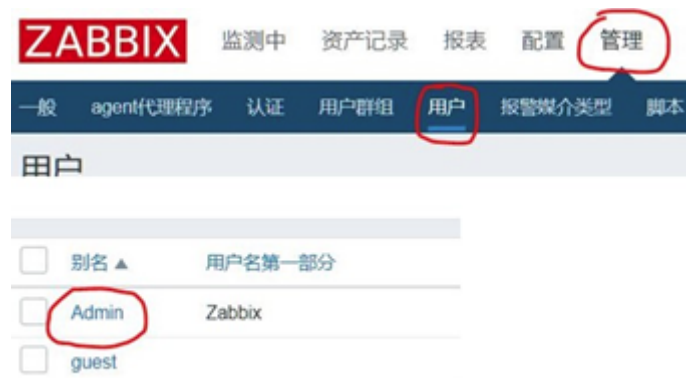 ZABBIX 监测中 资产记录 报表 配置 管理
一般 agent代理程序 认证 用户群组 用户 报警媒介类型 脚本
用户
别名▲ 用户名第一部分
Admin Zabbix
guest